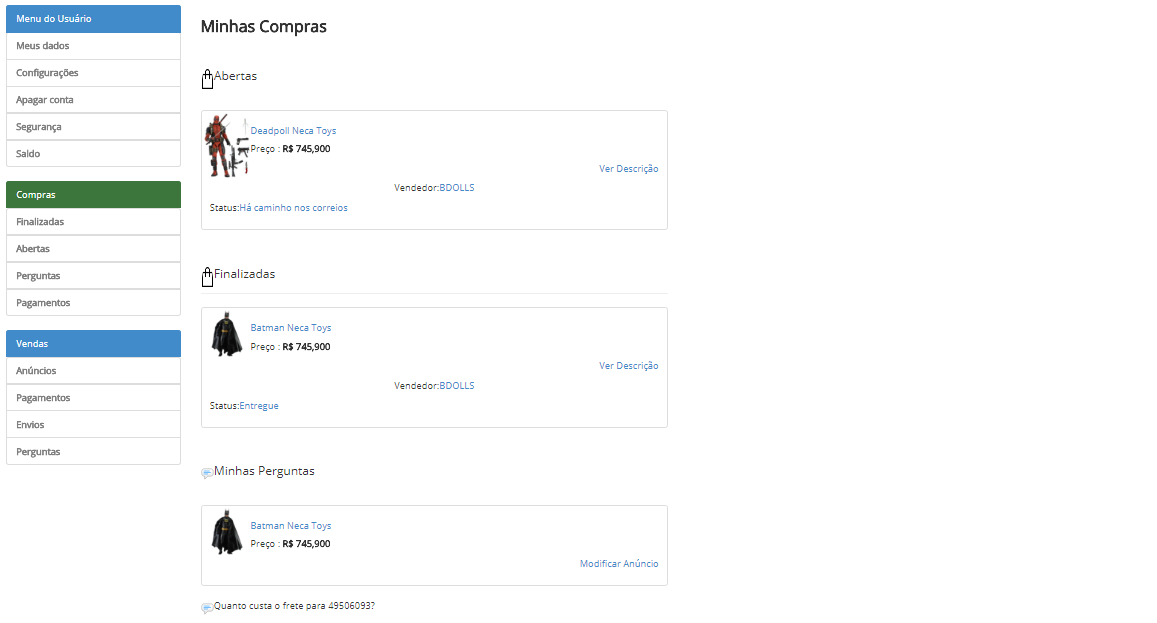 Menu do Usuário
Meus dados
Configurações
Apagar conta
Segurança
Saldo
Compras
Finalizadas
Abertas
Perguntas
Pagamentos
Vendas
Anúncios
Pagamentos
Envios
Perguntas
Minhas Compras
Abertas
Deadpoll Neca Toys
Preço : R$ 745,900
Ver Descrição
Vendedor:BDOLLS
Status:Há caminho nos correios
Finalizadas
Batman Neca Toys
Preço : R$ 745,900
Ver Descrição
Vendedor:BDOLLS
Status:Entregue
Minhas Perguntas
Batman Neca Toys
Preço : R$ 745,900
Modificar Anúncio
Quanto custa o frete para 49506093?